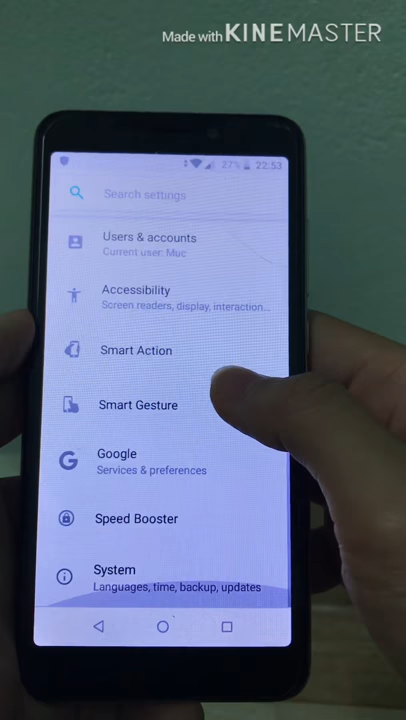 Made with KINEMASTER
27% 22:53
Search settings
Users & accounts
Current user: Muc
Accessibility
Screen readers, display, interaction...
Smart Action
Smart Gesture
Google
Services & preferences
Speed Booster
System
Languages, time, backup, updates